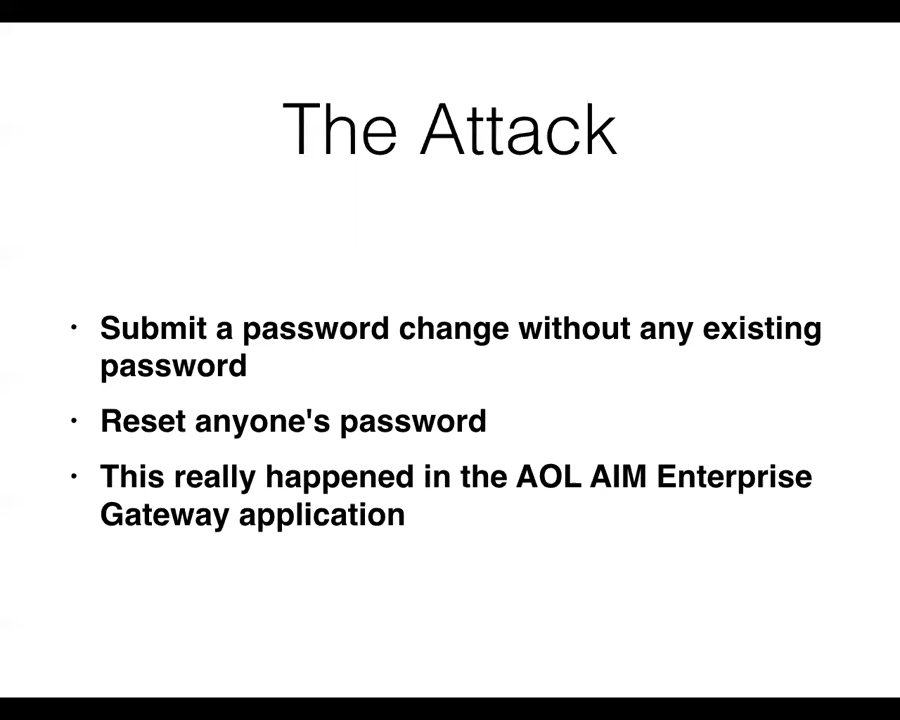 The Attack
· Submit a password change without any existing
password
· Reset anyone's password
· This really happened in the AOL AIM Enterprise
Gateway application